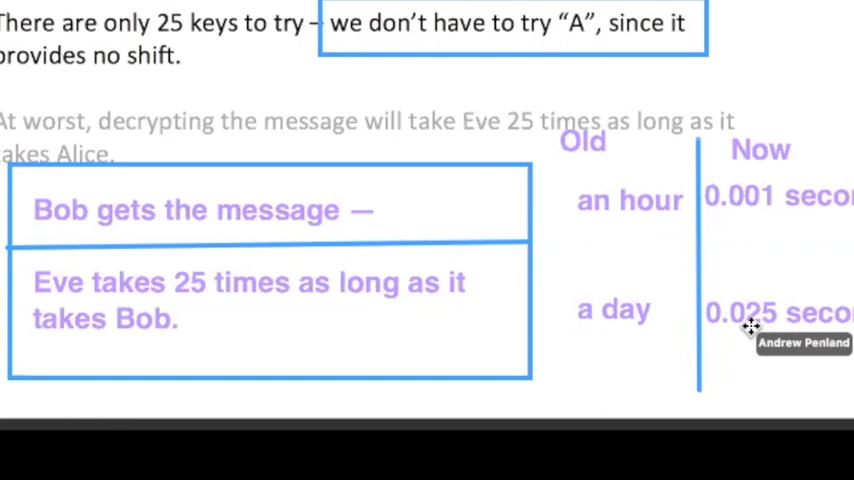 There are only 25 keys to try – we don't have to try “A”, since it
provides no shift.
At worst, decrypting the message will take Eve 25 times as long as it
takes Alice.
Old
Now
Bob gets the message —
an hour
0.001 secon
Eve takes 25 times as long as it
takes Bob.
a day
0.025 secon
Andrew Penland